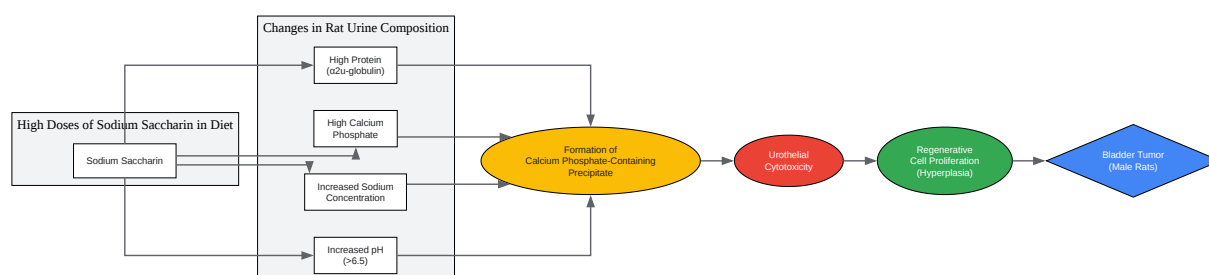 Changes in Rat Urine Composition
High Protein
(α2u-globulin)
High Doses of Sodium Saccharin in Diet
Sodium Saccharin
High Calcium
Phosphate
Increased Sodium
Concentration
Increased pH
(>6.5)
Formation of
Calcium Phosphate-Containing
Precipitate
Urothelial
Cytotoxicity
Regenerative
Cell Proliferation
(Hyperplasia)
Bladder Tumor
(Male Rats)